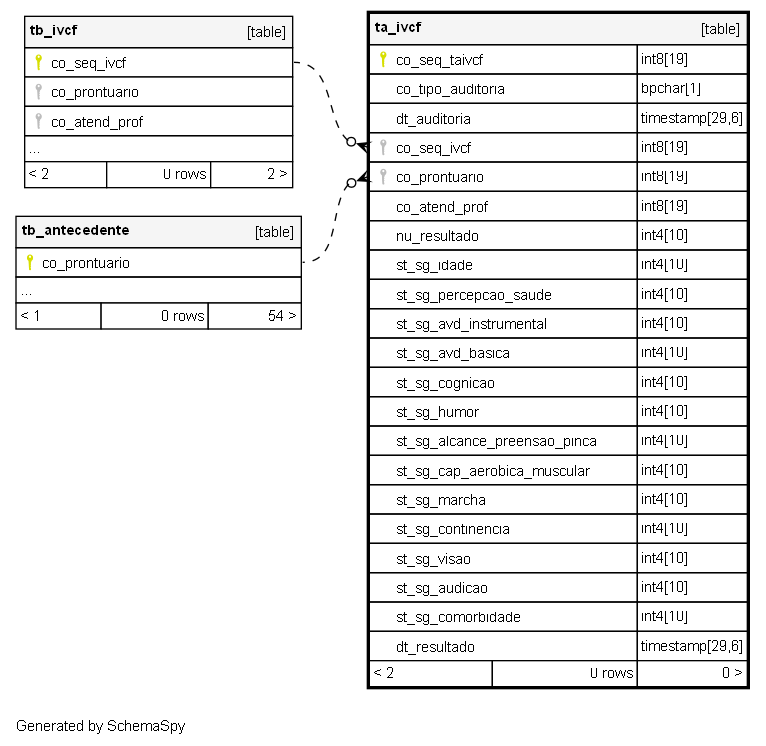 tb_ivcf [table]
co_seq_ivcf
co_prontuario
co_atend_prof
...
< 2 0 rows 2 >
tb_antecedente [table]
co_prontuario
...
< 1 0 rows 54 >
ta_ivcf [table]
co_seq_taivcf int8[19]
co_tipo_auditoria bpchar[1]
dt_auditoria timestamp[29,6]
co_seq_ivcf int8[19]
co_prontuario int8[19]
co_atend_prof int8[19]
nu_resultado int4[10]
st_sg_idade int4[10]
st_sg_percepcao_saude int4[10]
st_sg_avd_instrumental int4[10]
st_sg_avd_basica int4[10]
st_sg_cognicao int4[10]
st_sg_humor int4[10]
st_sg_alcance_preensao_pinca int4[10]
st_sg_cap_aerobica_muscular int4[10]
st_sg_marcha int4[10]
st_sg_continencia int4[10]
st_sg_visao int4[10]
st_sg_audicao int4[10]
st_sg_comorbidade int4[10]
dt_resultado timestamp[29,6]
< 2 0 rows 0 >
Generated by SchemaSpy